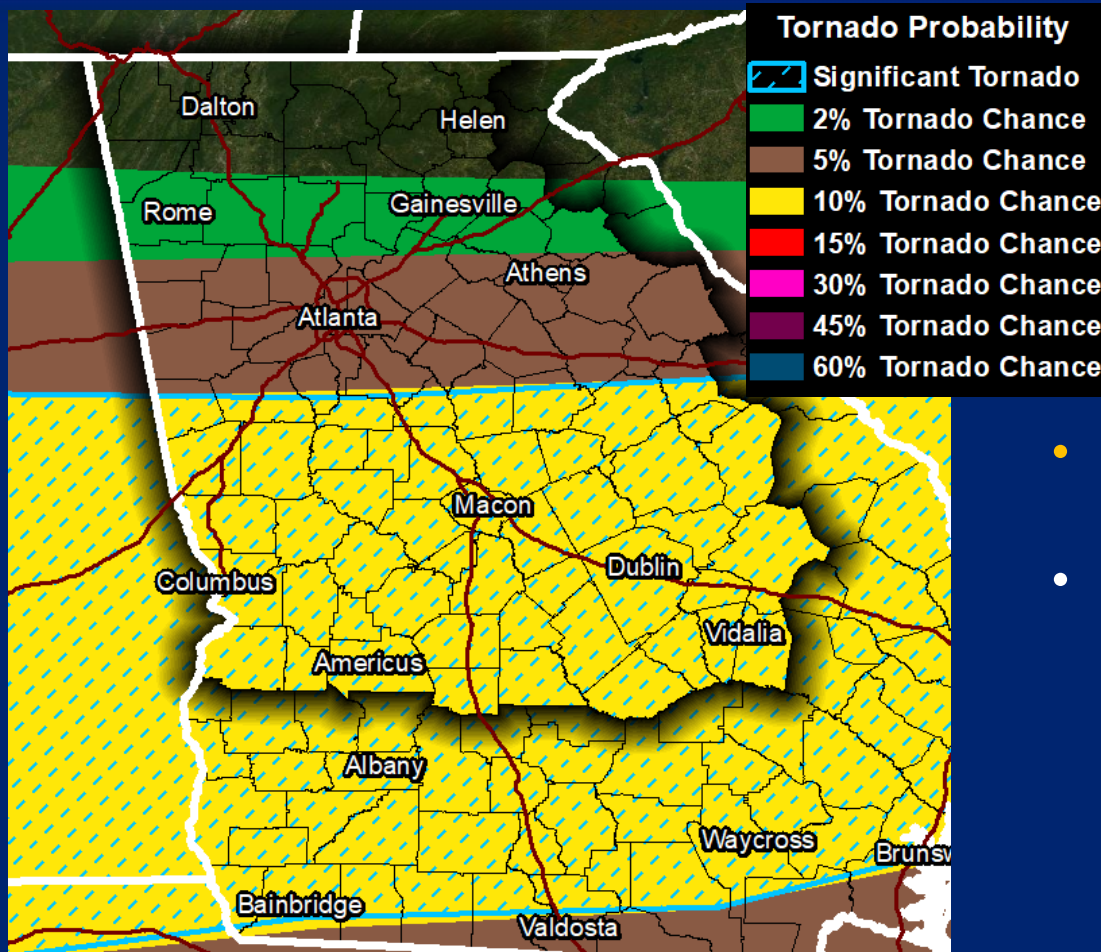 Tornado Probability
Significant Tornado
2% Tornado Chance
5% Tornado Chance
10% Tornado Chance
15% Tornado Chance
30% Tornado Chance
45% Tornado Chance
60% Tornado Chance
Dalton
Helen
Rome
Gainesville
Athens
Atlanta
Macon
Columbus
Dublin
Vidalia
Americus
Albany
Waycross
Brunsw
Bainbridge
Valdosta